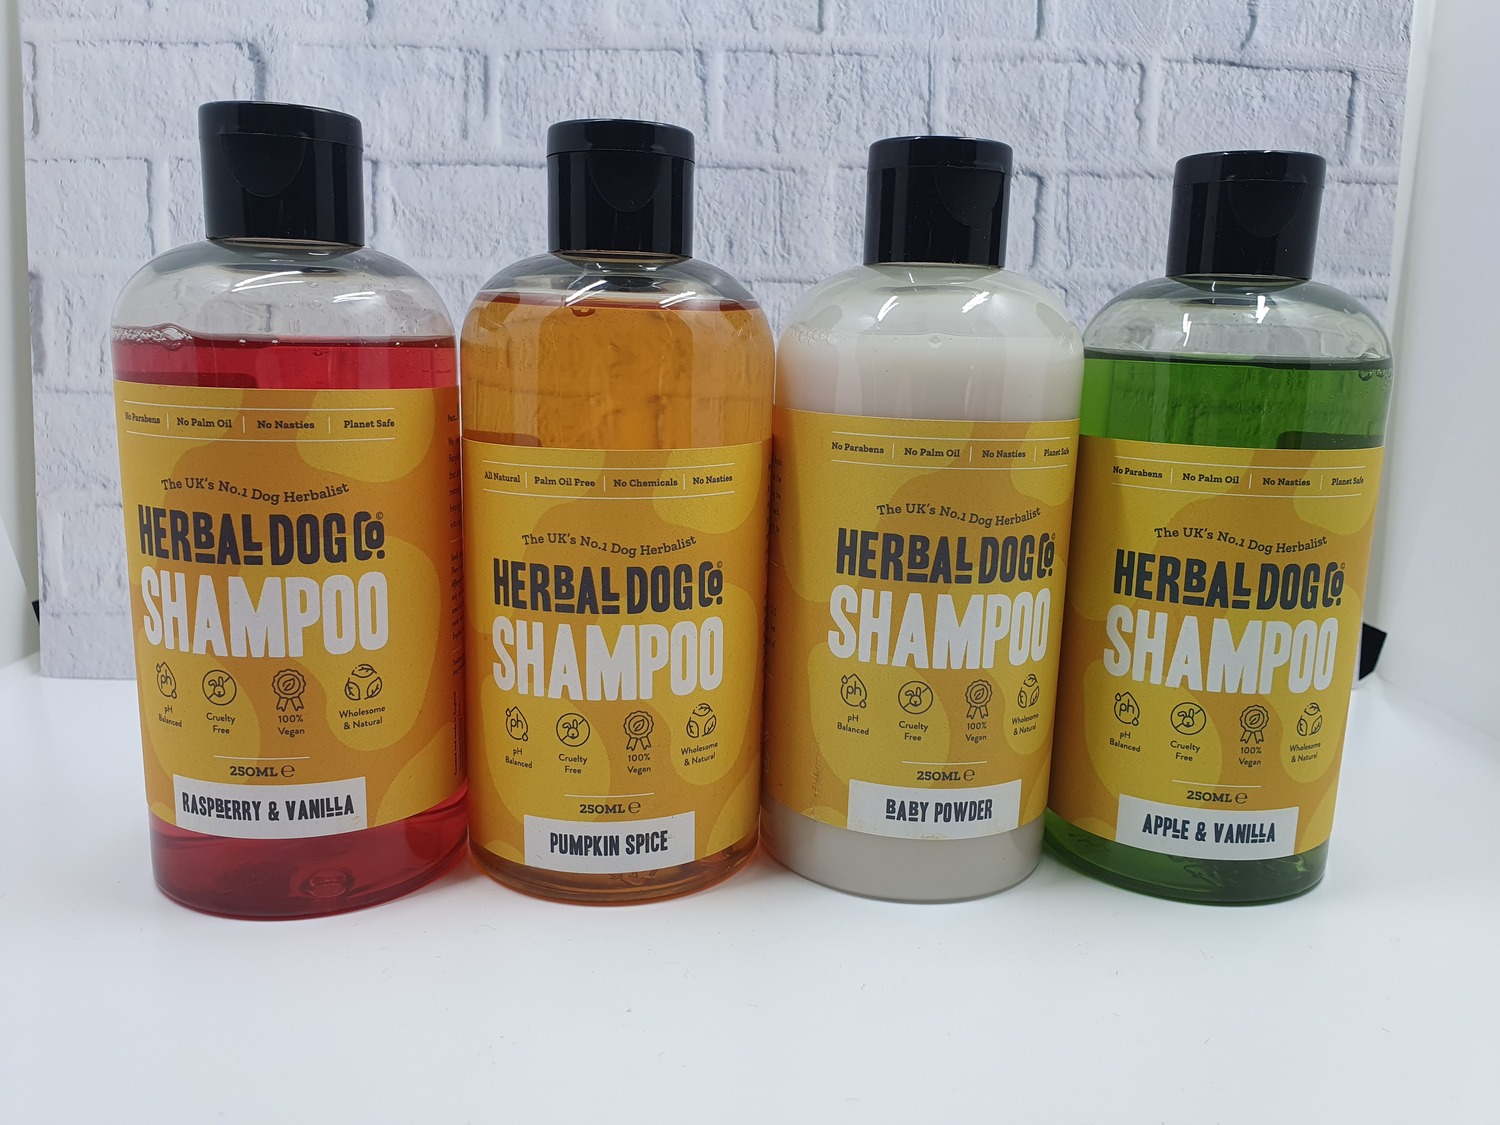 No Parabens | No Palm Oil | No Nasties | Planet Safe
The UK's No.1 Dog Herbalist
HERBAL DOG Co.©
SHAMPOO
pH Balanced
Cruelty Free
100% Vegan
Wholesome & Natural
250ML ℮
RASPBERRY & VANILLA
All Natural | Palm Oil Free | No Chemicals | No Nasties
The UK's No.1 Dog Herbalist
HERBAL DOG Co.©
SHAMPOO
pH Balanced
Cruelty Free
100% Vegan
Wholesome & Natural
250ML ℮
PUMPKIN SPICE
No Parabens | No Palm Oil | No Nasties | Planet Safe
The UK's No.1 Dog Herbalist
HERBAL DOG Co.©
SHAMPOO
pH Balanced
Cruelty Free
100% Vegan
Wholesome & Natural
250ML ℮
BABY POWDER
No Parabens | No Palm Oil | No Nasties | Planet Safe
The UK's No.1 Dog Herbalist
HERBAL DOG Co.©
SHAMPOO
pH Balanced
Cruelty Free
100% Vegan
Wholesome & Natural
250ML ℮
APPLE & VANILLA